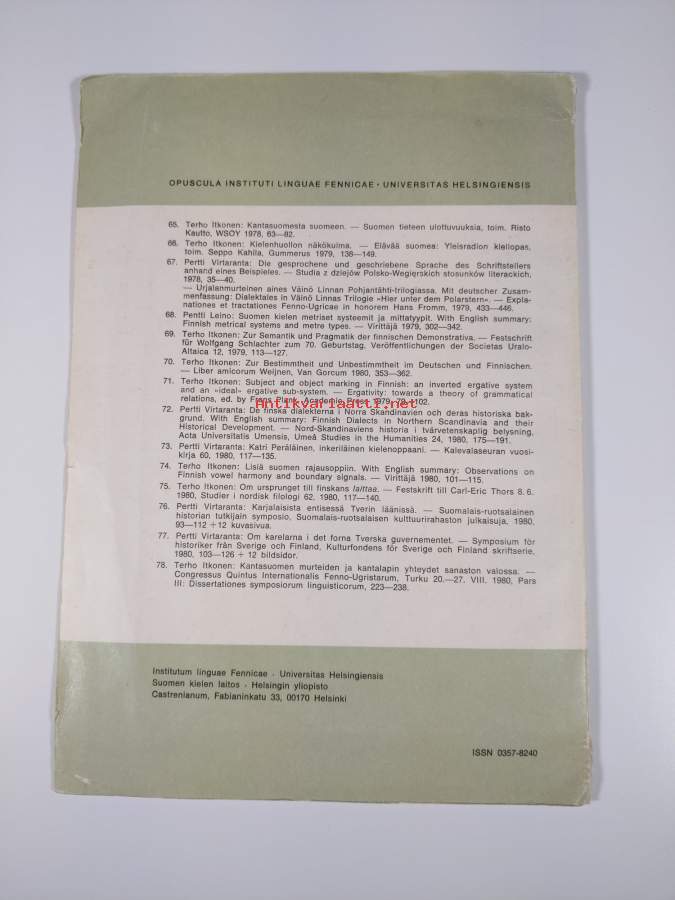 OPUSCULA INSTITUTI LINGUAE FENNICAE · UNIVERSITAS HELSINGIENSIS
65. Terho Itkonen: Kantasuomesta suomeen. — Suomen tieteen ulottuvuuksia, toim. Risto
Kautto, WSOY 1978, 63—82.
66. Terho Itkonen: Kielenhuollon näkökulma. — Elävää suomea: Yleisradion kieliopas,
toim. Seppo Kahila, Gummerus 1979, 136—149.
67. Pertti Virtaranta: Die gesprochene und geschriebene Sprache des Schriftstellers
anhand eines Beispieles. — Studia z dziejów Polsko-Węgięrskich stosunków literackich,
1978, 35—40.
— Urjalanmurteinen aines Väinö Linnan Pohjantähti-trilogiassa. Mit deutscher Zusam-
menfassung: Dialektales in Väinö Linnas Trilogie »Hier unter dem Polarstern«. — Expla-
nationes et tractationes Fenno-Ugricae in honorem Hans Fromm, 1979, 433—446.
68. Pentti Leino: Suomen kielen metriset systeemit ja mittatyypit. With English summary:
Finnish metrical systems and metre types. — Virittäjä 1979, 302—342.
69. Terho Itkonen: Zur Semantik und Pragmatik der finnischen Demonstrativa. — Festschrift
für Wolfgang Schlachter zum 70. Geburtstag. Veröffentlichungen der Societas Uralo-
Altaica 12, 1979, 113—127.
70. Terho Itkonen: Zur Bestimmtheit und Unbestimmtheit im Deutschen und Finnischen.
— Liber amicorum Weijnen, Van Gorcum 1980, 353—362.
71. Terho Itkonen: Subject and object marking in Finnish: an inverted ergative system
and an »ideal» ergative sub-system. — Ergativity: towards a theory of grammatical
relations, ed. by Frans Plank, Academic Press 1979, 79—102.
Antikvariaatti.net
72. Pertti Virtaranta: De finska dialekterna i Norra Skandinavien och deras historiska bak-
grund. With English summary: Finnish Dialects in Northern Scandinavia and their
Historical Development. — Nord-Skandinaviens historia i tvärvetenskaplig belysning,
Acta Universitatis Umensis, Umeå Studies in the Humanities 24, 1980, 175—191.
73. Pertti Virtaranta: Katri Peräläinen, inkeriläinen kielenoppaani. — Kalevalaseuran vuosi-
kirja 60, 1980, 117—135.
74. Terho Itkonen: Lisiä suomen rajausoppiin. With English summary: Observations on
Finnish vowel harmony and boundary signals. — Virittäjä 1980, 101—115.
75. Terho Itkonen: Om ursprunget till finskans laittaa. — Festskrift till Carl-Eric Thors 8. 6.
1980, Studier i nordisk filologi 62, 1980, 117—140.
76. Pertti Virtaranta: Karjalaisista entisessä Tverin läänissä. — Suomalais-ruotsalainen
historian tutkijain symposio, Suomalais-ruotsalaisen kulttuurirahaston julkaisuja, 1980,
93—112 + 12 kuvasivua.
77. Pertti Virtaranta: Om karelarna i det forna Tverska guvernementet. — Symposium för
historiker från Sverige och Finland, Kulturfondens för Sverige och Finland skriftserie,
1980, 103—126 + 12 bildsidor.
78. Terho Itkonen: Kantasuomen murteiden ja kantalapin yhteydet sanaston valossa. —
Congressus Quintus Internationalis Fenno-Ugristarum, Turku 20.—27. VIII. 1980, Pars
III: Dissertationes symposiorum linguisticorum, 223—238.
Institutum linguae Fennicae · Universitas Helsingiensis
Suomen kielen laitos · Helsingin yliopisto
Castrenianum, Fabianinkatu 33, 00170 Helsinki
ISSN 0357-8240